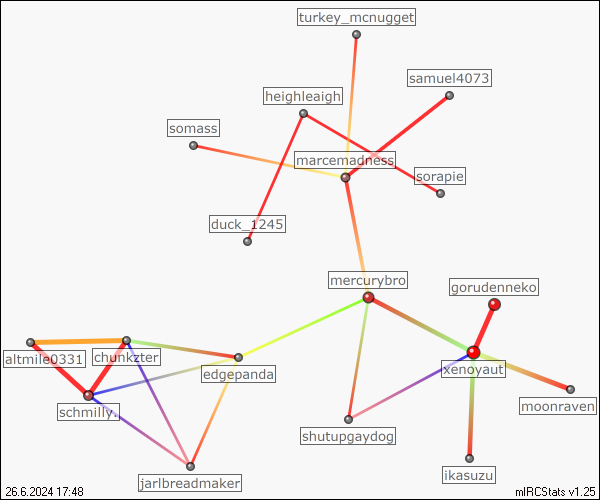 turkey_mcnugget
samuel4073
heighleaigh
somass
marcemadness
sorapie
duck_1245
mercurybro
gorudenneko
altmile0331
chunkzter
edgepanda
xenoyaut
schmilly.
moonraven
shutupgaydog
jarlbreadmaker
ikasuzu
26.6.2024 17:48
mIRCStats v1.25